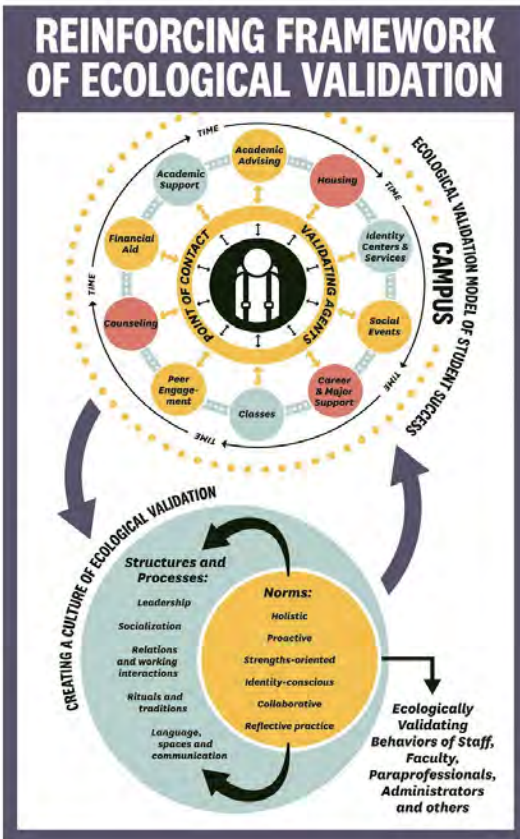 REINFORCING FRAMEWORK
OF ECOLOGICAL VALIDATION
ECOLOGICAL VALIDATION MODEL OF STUDENT SUCCESS
CAMPUS
TIME
TIME
TIME
TIME
TIME
TIME
Academic
Advising
Housing
Identity
Centers &
Services
Social
Events
Career
& Major
Support
Classes
Peer
Engage-
ment
Counseling
Financial
Aid
Academic
Support
POINT OF CONTACT
VALIDATING AGENTS
CREATING A CULTURE OF ECOLOGICAL VALIDATION
Structures and
Processes:
Leadership
Socialization
Relations
and working
interactions
Rituals and
traditions
Language,
spaces and
communication
Norms:
Holistic
Proactive
Strengths-oriented
Identity-conscious
Collaborative
Reflective practice
Ecologically
Validating
Behaviors of Staff,
Faculty,
Paraprofessionals,
Administrators
and others